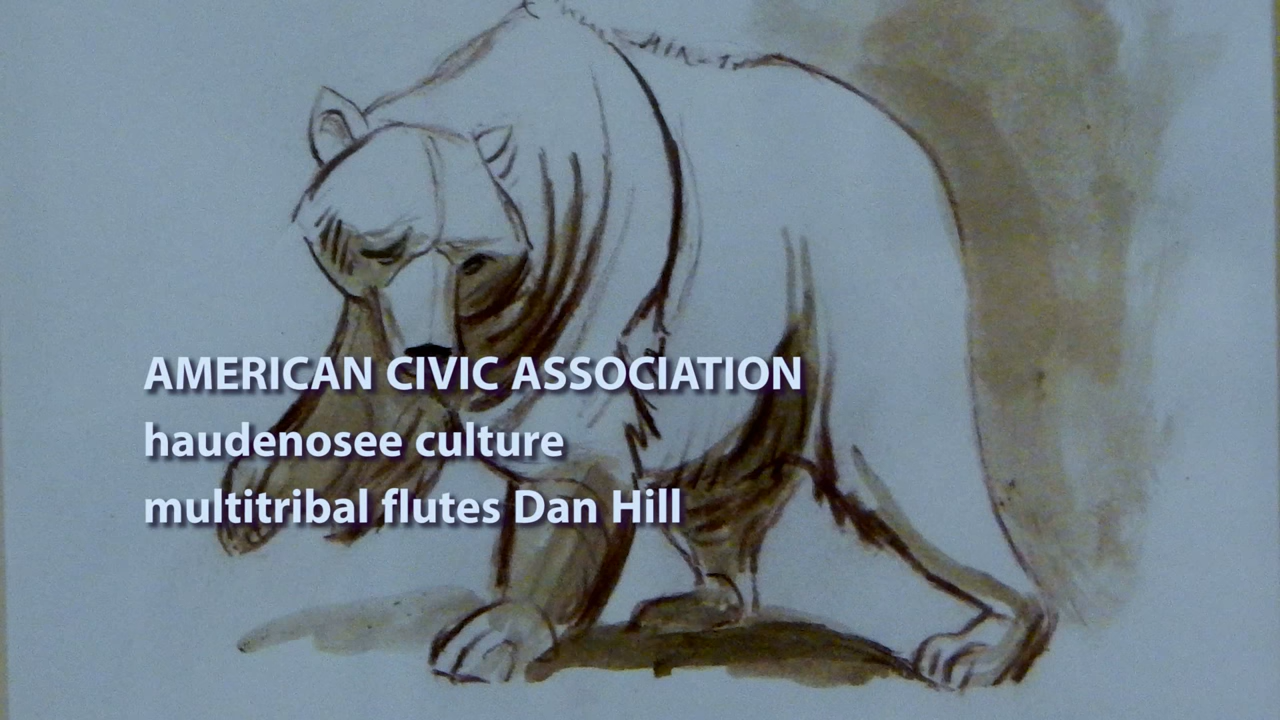 AMERICAN CIVIC ASSOCIATION
haudenosee culture
multitribal flutes Dan Hill